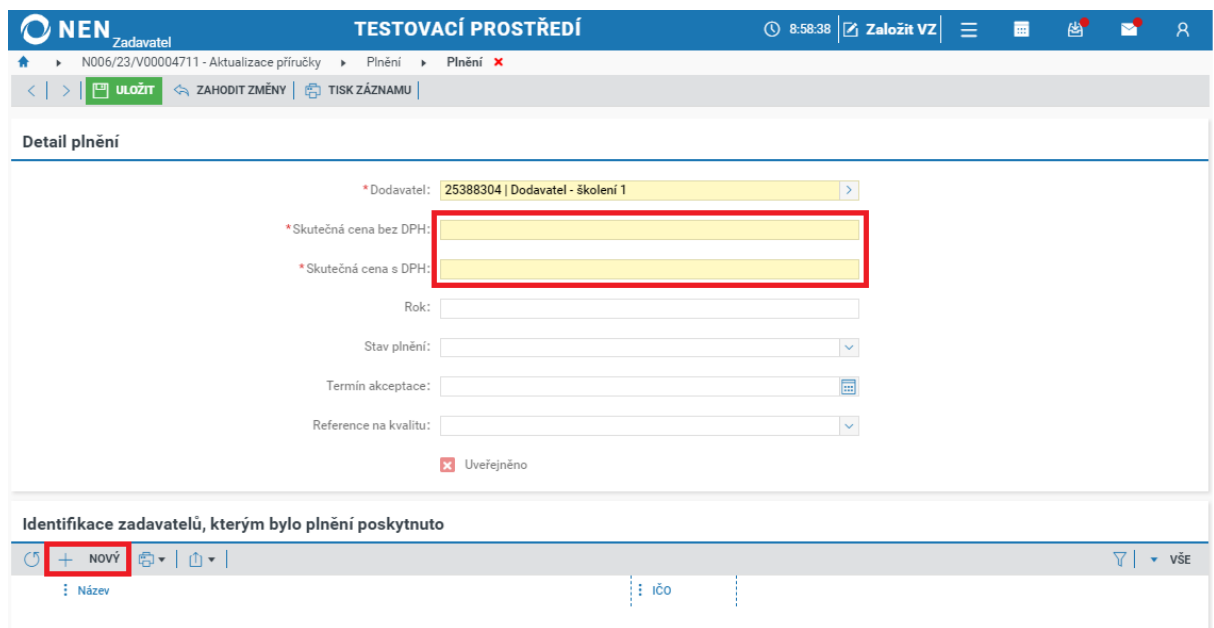 NEN Zadavatel TESTOVACÍ PROSTŘEDÍ 8:58:38 Založit VZ
N006/23/V00004711 - Aktualizace příručky Plnění Plnění
ULOŽIT ZAHODIT ZMĚNY TISK ZÁZNAMU
Detail plnění
*Dodavatel: 25388304 | Dodavatel - školení 1
*Skutečná cena bez DPH:
*Skutečná cena s DPH:
Rok:
Stav plnění:
Termín akceptace:
Reference na kvalitu:
Uveřejněno
Identifikace zadavatelů, kterým bylo plnění poskytnuto
NOVÝ VŠE
Název IČO